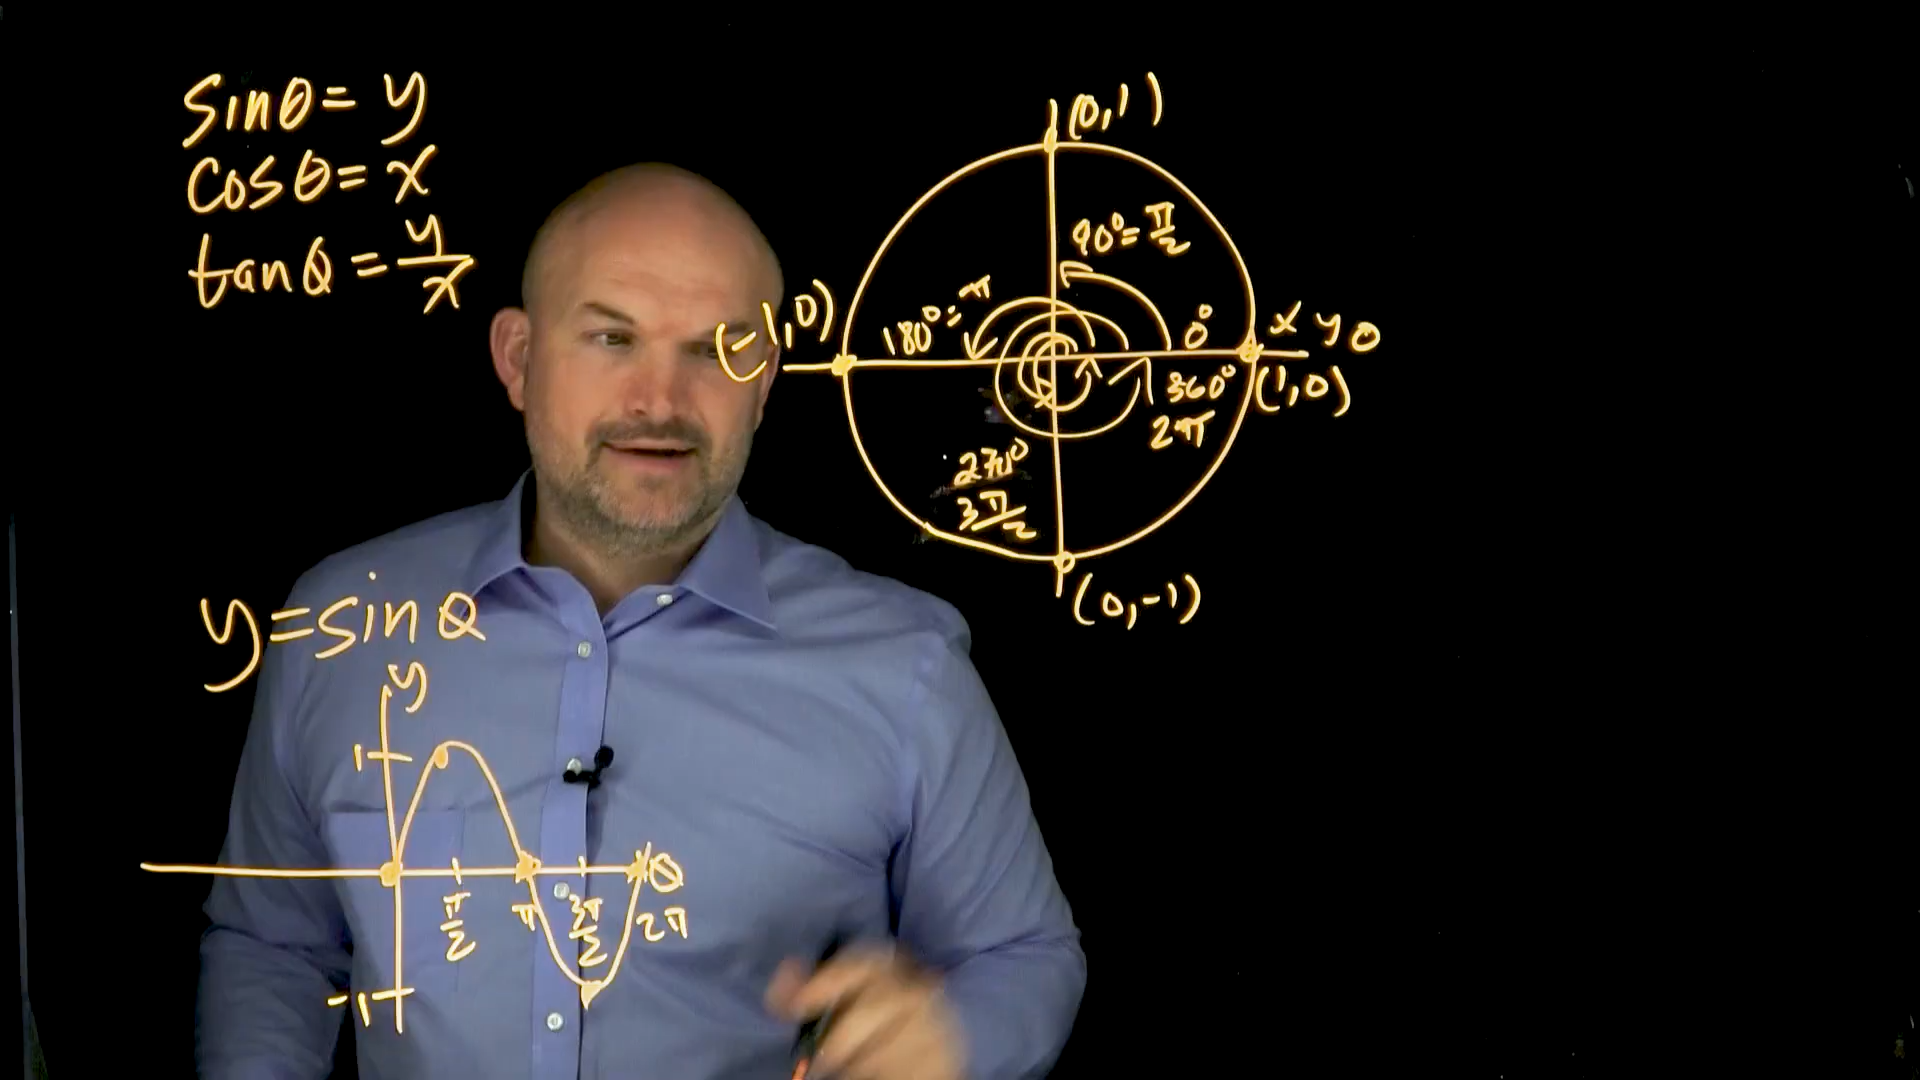 sinθ = y
cosθ = x
tanθ = y/x
(0,1)
90° = π/2
(-1,0)
180° = π
0°
x y θ
360°
2π
(1,0)
270°
3π/2
(0,-1)
y = sin θ
y
1
θ
π/2
π
3π/2
2π
-1